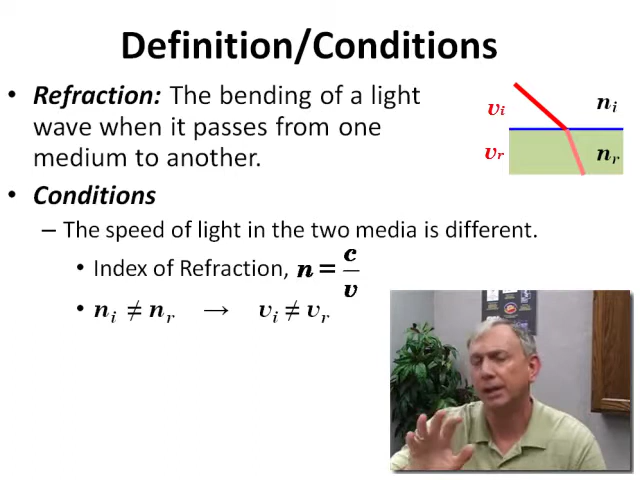 Definition/Conditions
• Refraction: The bending of a light
wave when it passes from one
medium to another.
vᵢ nᵢ
vᵣ nᵣ
• Conditions
– The speed of light in the two media is different.
• Index of Refraction, n = c/v
• nᵢ ≠ nᵣ → vᵢ ≠ vᵣ